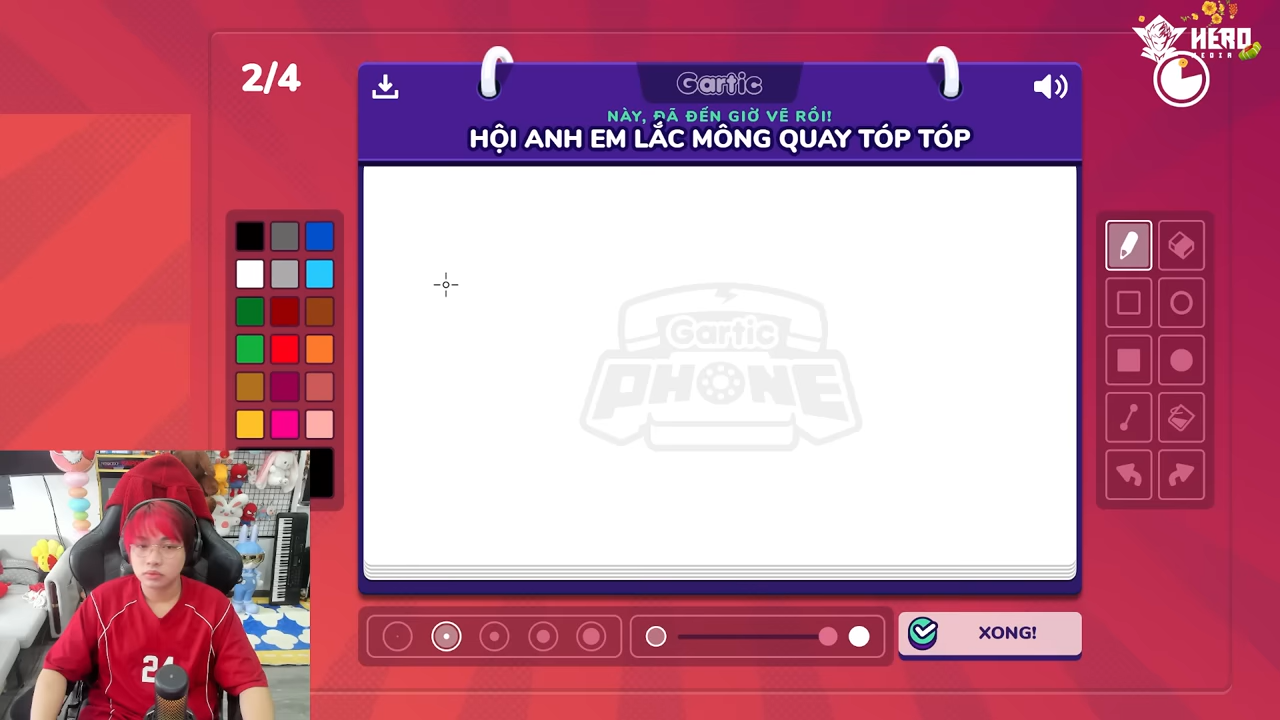 2/4
Gartic
HERO
MEDIA
NÀY, ĐÃ ĐẾN GIỜ VẼ RỒI!
HỘI ANH EM LẮC MÔNG QUAY TÓP TÓP
Gartic
PHONE
24
XONG!